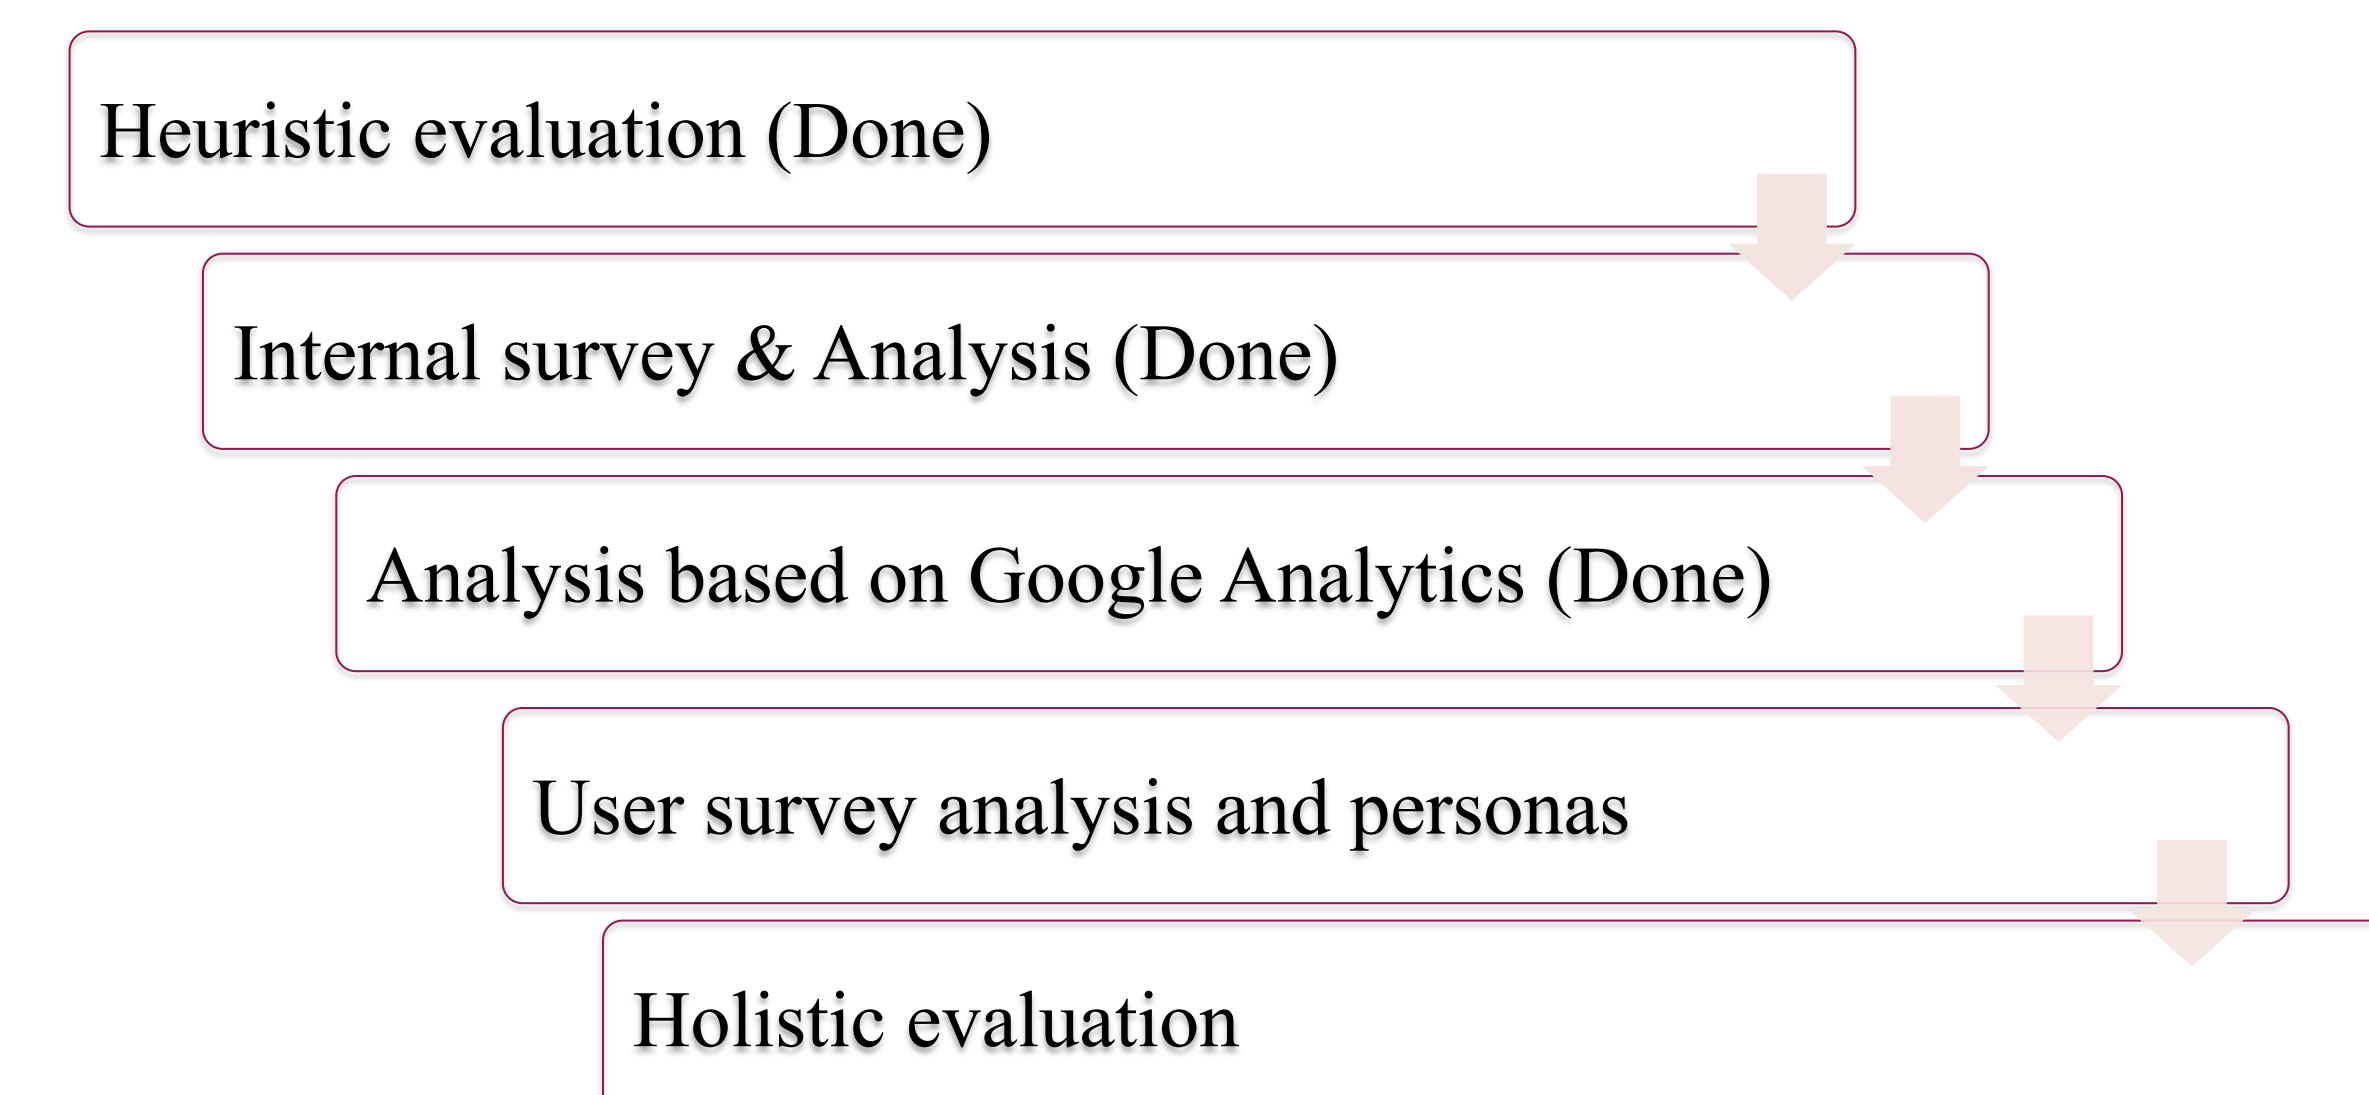 Heuristic evaluation (Done)
Internal survey & Analysis (Done)
Analysis based on Google Analytics (Done)
User survey analysis and personas
Holistic evaluation